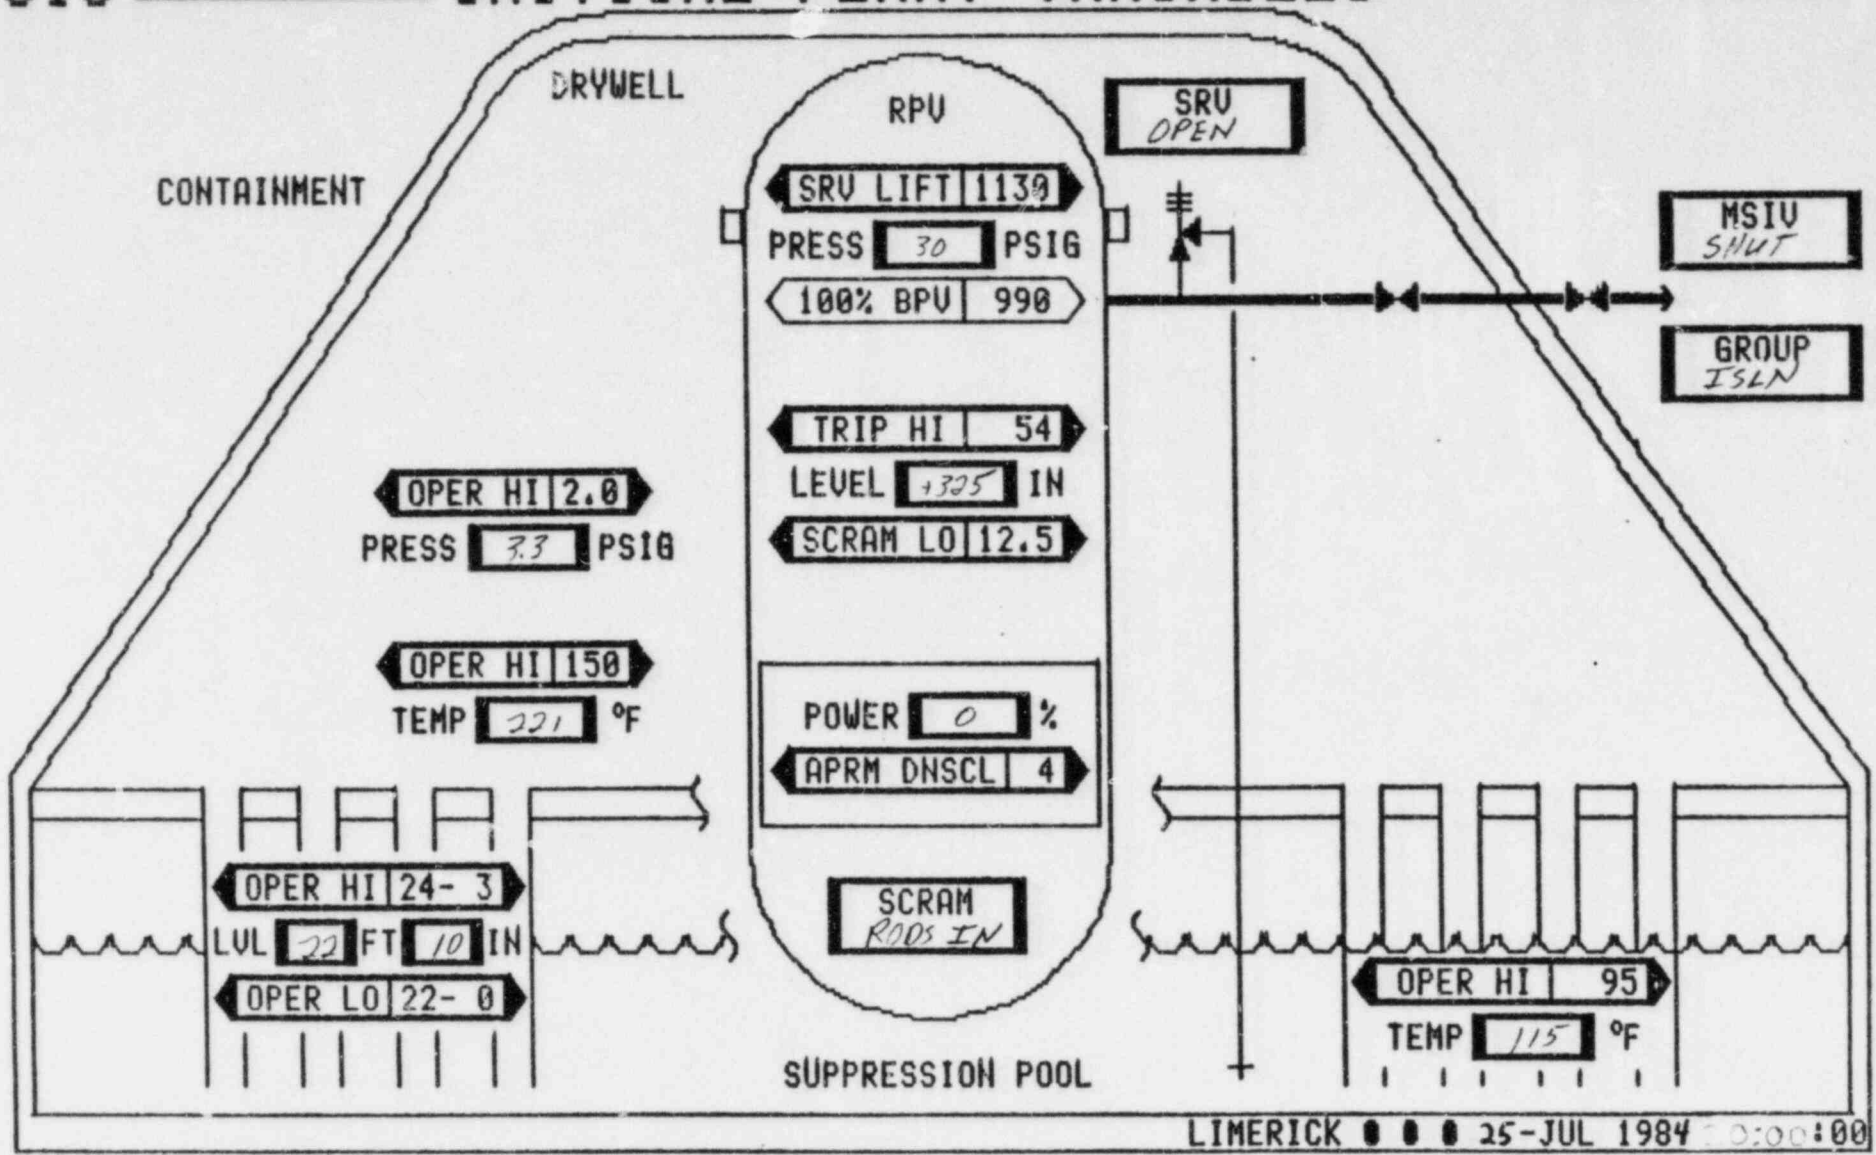 DRYWELL
RPV
SRV
OPEN
CONTAINMENT
SRV LIFT 1130
PRESS 30 PSIG
100% BPV 990
MSIV
SHUT
GROUP
ISLN
TRIP HI 54
LEVEL +325 IN
SCRAM LO 12.5
OPER HI 2.0
PRESS 3.3 PSIG
OPER HI 150
TEMP 221 °F
POWER 0 %
APRM DNSCL 4
SCRAM
RODS IN
OPER HI 24- 3
LVL 22 FT 10 IN
OPER LO 22- 0
OPER HI 95
TEMP 115 °F
SUPPRESSION POOL
LIMERICK 25-JUL 1984